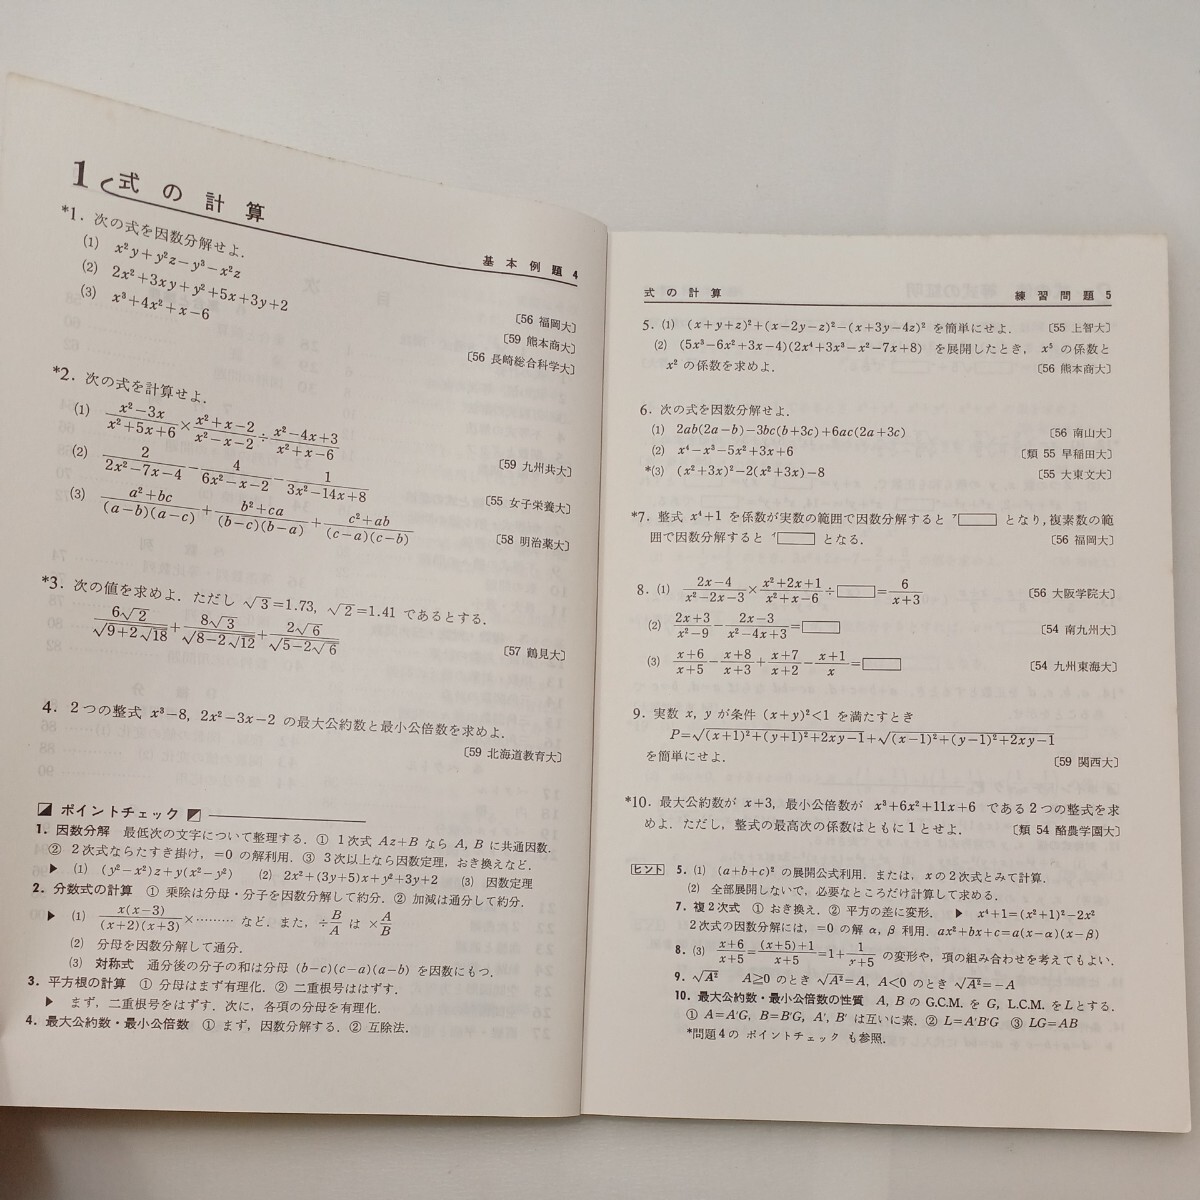 1 式の計算
基本例題 4
*1. 次の式を因数分解せよ.
(1) x²y+y²z−y³−x²z
〔56 福岡大〕
(2) 2x²+3xy+y²+5x+3y+2
〔59 熊本商大〕
(3) x³+4x²+x−6
〔56 長崎総合科学大〕
*2. 次の式を計算せよ.
(1) (x²−3x)/(x²+5x+6)×(x²+x−2)/(x²−x−2)÷(x²−4x+3)/(x²+x−6)
〔59 九州共大〕
(2) 2/(2x²−7x−4)−4/(6x²−x−2)−1/(3x²−14x+8)
〔55 女子栄養大〕
(3) (a²+bc)/((a−b)(a−c))+(b²+ca)/((b−c)(b−a))+(c²+ab)/((c−a)(c−b))
〔58 明治薬大〕
*3. 次の値を求めよ. ただし √3=1.73, √2=1.41 であるとする.
6√2/√(9+2√18)+8√3/√(8−2√12)+2√6/√(5−2√6)
〔57 鶴見大〕
4. 2つの整式 x³−8, 2x²−3x−2 の最大公約数と最小公倍数を求めよ.
〔59 北海道教育大〕
ポイントチェック
1. 因数分解 最低次の文字について整理する. ① 1次式 Az+B なら A, B に共通因数.
② 2次式ならたすき掛け, =0 の解利用. ③ 3次以上なら因数定理, おき換えなど.
▶ (1) (y²−x²)z+y(x²−y²) (2) 2x²+(3y+5)x+y²+3y+2 (3) 因数定理
2. 分数式の計算 ① 乗除は分母・分子を因数分解して約分. ② 加減は通分して約分.
▶ (1) x(x−3)/((x+2)(x+3))×……… など. また, ÷B/A は ×A/B
(2) 分母を因数分解して通分.
(3) 対称式 通分後の分子の和は分母 (b−c)(c−a)(a−b) を因数にもつ.
3. 平方根の計算 ① 分母はまず有理化. ② 二重根号ははずす.
▶ まず, 二重根号をはずす. 次に, 各項の分母を有理化.
4. 最大公約数・最小公倍数 ① まず, 因数分解する. ② 互除法.
式の計算 練習問題 5
5. (1) (x+y+z)²+(x−2y−z)²−(x+3y−4z)² を簡単にせよ. 〔55 上智大〕
(2) (5x³−6x²+3x−4)(2x⁴+3x³−x²−7x+8) を展開したとき, x⁵ の係数と
x² の係数を求めよ. 〔56 熊本商大〕
6. 次の式を因数分解せよ.
(1) 2ab(2a−b)−3bc(b+3c)+6ac(2a+3c) 〔56 南山大〕
(2) x⁴−x³−5x²+3x+6 〔類 55 早稲田大〕
*(3) (x²+3x)²−2(x²+3x)−8 〔55 大東文大〕
*7. 整式 x⁴+1 を係数が実数の範囲で因数分解すると ア□ となり, 複素数の範
囲で因数分解すると イ□ となる. 〔56 福岡大〕
8. (1) (2x−4)/(x²−2x−3)×(x²+2x+1)/(x²+x−6)÷□=6/(x+3) 〔56 大阪学院大〕
(2) (2x+3)/(x²−9)−(2x−3)/(x²−4x+3)=□ 〔54 南九州大〕
(3) (x+6)/(x+5)−(x+8)/(x+3)+(x+7)/(x+2)−(x+1)/x=□ 〔54 九州東海大〕
9. 実数 x, y が条件 (x+y)²<1 を満たすとき
P=√((x+1)²+(y+1)²+2xy−1)+√((x−1)²+(y−1)²+2xy−1)
を簡単にせよ. 〔59 関西大〕
*10. 最大公約数が x+3, 最小公倍数が x³+6x²+11x+6 である2つの整式を求
めよ. ただし, 整式の最高次の係数はともに1とせよ. 〔類 54 酪農学園大〕
ヒント 5. (1) (a+b+c)² の展開公式利用. または, x の2次式とみて計算.
(2) 全部展開しないで, 必要なところだけ計算して求める.
7. 複2次式 ① おき換え. ② 平方の差に変形. ▶ x⁴+1=(x²+1)²−2x²
2次式の因数分解には, =0 の解 α, β 利用. ax²+bx+c=a(x−α)(x−β)
8. (3) (x+6)/(x+5)=((x+5)+1)/(x+5)=1+1/(x+5) の変形や, 項の組み合わせを考えてもよい.
9. √A² A≧0 のとき √A²=A, A<0 のとき √A²=−A
10. 最大公約数・最小公倍数の性質 A, B の G.C.M. を G, L.C.M. を L とする.
① A=A′G, B=B′G, A′, B′ は互いに素. ② L=A′B′G ③ LG=AB
*問題4の ポイントチェック も参照.